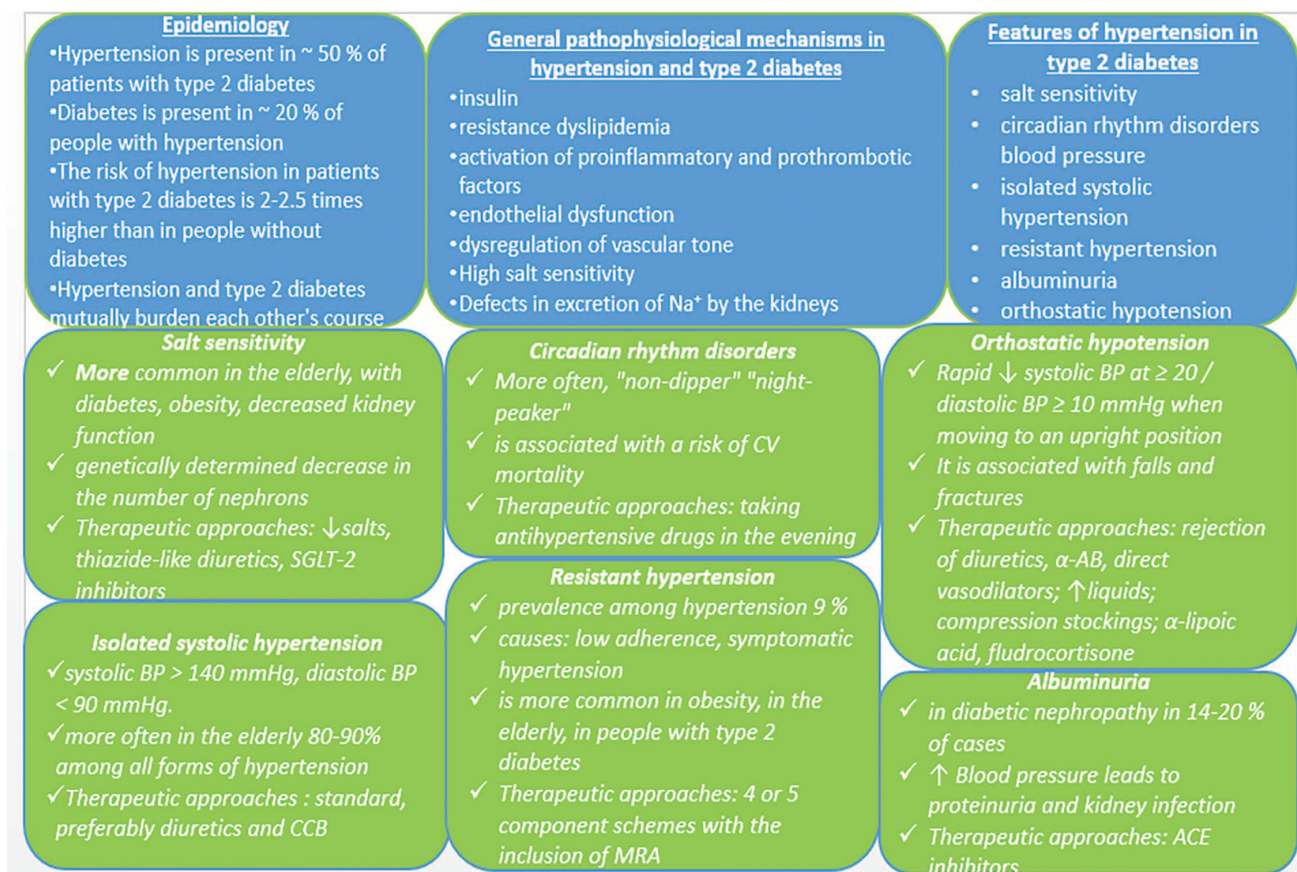 Epidemiology
•Hypertension is present in ~ 50 % of
patients with type 2 diabetes
•Diabetes is present in ~ 20 % of
people with hypertension
•The risk of hypertension in patients
with type 2 diabetes is 2-2.5 times
higher than in people without
diabetes
•Hypertension and type 2 diabetes
mutually burden each other's course
General pathophysiological mechanisms in
hypertension and type 2 diabetes
•insulin
•resistance dyslipidemia
•activation of proinflammatory and prothrombotic
factors
•endothelial dysfunction
•dysregulation of vascular tone
•High salt sensitivity
•Defects in excretion of Na⁺ by the kidneys
Features of hypertension in
type 2 diabetes
• salt sensitivity
• circadian rhythm disorders
blood pressure
• isolated systolic
hypertension
• resistant hypertension
• albuminuria
• orthostatic hypotension
Salt sensitivity
✓ More common in the elderly, with
diabetes, obesity, decreased kidney
function
✓ genetically determined decrease in
the number of nephrons
✓ Therapeutic approaches: ↓salts,
thiazide-like diuretics, SGLT-2
inhibitors
Circadian rhythm disorders
✓ More often, "non-dipper" "night-
peaker"
✓ is associated with a risk of CV
mortality
✓ Therapeutic approaches: taking
antihypertensive drugs in the evening
Orthostatic hypotension
✓ Rapid ↓ systolic BP at ≥ 20 /
diastolic BP ≥ 10 mmHg when
moving to an upright position
✓ It is associated with falls and
fractures
✓ Therapeutic approaches: rejection
of diuretics, α-AB, direct
vasodilators; ↑liquids;
compression stockings; α-lipoic
acid, fludrocortisone
Isolated systolic hypertension
✓systolic BP > 140 mmHg, diastolic BP
< 90 mmHg.
✓more often in the elderly 80-90%
among all forms of hypertension
✓Therapeutic approaches : standard,
preferably diuretics and CCB
Resistant hypertension
✓ prevalence among hypertension 9 %
✓ causes: low adherence, symptomatic
hypertension
✓ is more common in obesity, in the
elderly, in people with type 2
diabetes
✓ Therapeutic approaches: 4 or 5
component schemes with the
inclusion of MRA
Albuminuria
✓ in diabetic nephropathy in 14-20 %
of cases
✓ ↑ Blood pressure leads to
proteinuria and kidney infection
✓ Therapeutic approaches: ACE
inhibitors